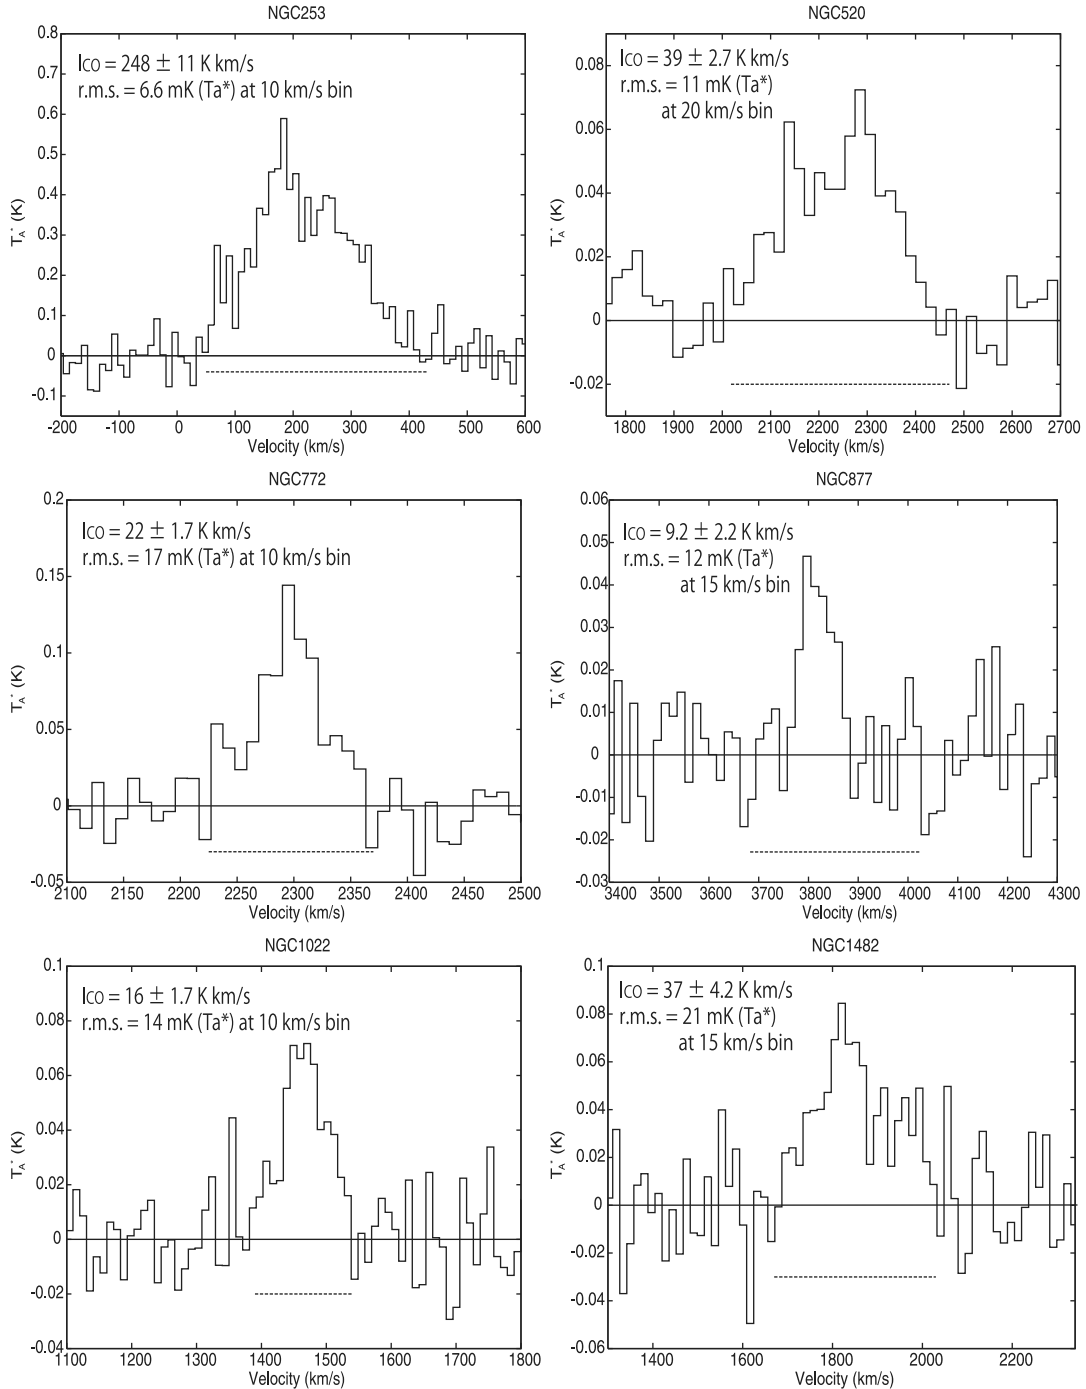 NGC253
Ico = 248 ± 11 K km/s
r.m.s. = 6.6 mK (Ta*) at 10 km/s bin
0.8
0.7
0.6
0.5
0.4
0.3
0.2
0.1
0
-0.1
TA* (K)
-200 -100 0 100 200 300 400 500 600
Velocity (km/s)
NGC520
Ico = 39 ± 2.7 K km/s
r.m.s. = 11 mK (Ta*)
at 20 km/s bin
0.08
0.06
0.04
0.02
0
-0.02
TA* (K)
1800 1900 2000 2100 2200 2300 2400 2500 2600 2700
Velocity (km/s)
NGC772
Ico = 22 ± 1.7 K km/s
r.m.s. = 17 mK (Ta*) at 10 km/s bin
0.2
0.15
0.1
0.05
0
-0.05
TA* (K)
2100 2150 2200 2250 2300 2350 2400 2450 2500
Velocity (km/s)
NGC877
Ico = 9.2 ± 2.2 K km/s
r.m.s. = 12 mK (Ta*)
at 15 km/s bin
0.06
0.05
0.04
0.03
0.02
0.01
0
-0.01
-0.02
-0.03
TA* (K)
3400 3500 3600 3700 3800 3900 4000 4100 4200 4300
Velocity (km/s)
NGC1022
Ico = 16 ± 1.7 K km/s
r.m.s. = 14 mK (Ta*) at 10 km/s bin
0.1
0.08
0.06
0.04
0.02
0
-0.02
-0.04
TA* (K)
1100 1200 1300 1400 1500 1600 1700 1800
Velocity (km/s)
NGC1482
Ico = 37 ± 4.2 K km/s
r.m.s. = 21 mK (Ta*)
at 15 km/s bin
0.1
0.08
0.06
0.04
0.02
0
-0.02
-0.04
-0.06
TA* (K)
1400 1600 1800 2000 2200
Velocity (km/s)